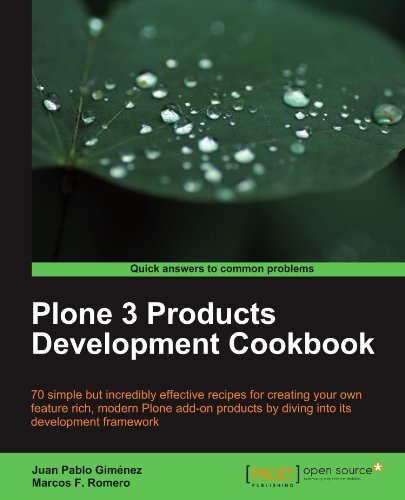 Quick answers to common problems
Plone 3 Products
Development Cookbook
70 simple but incredibly effective recipes for creating your own
feature rich, modern Plone add-on products by diving into its
development framework
Juan Pablo Giménez
Marcos F. Romero
[PACKT]
PUBLISHING
open source*